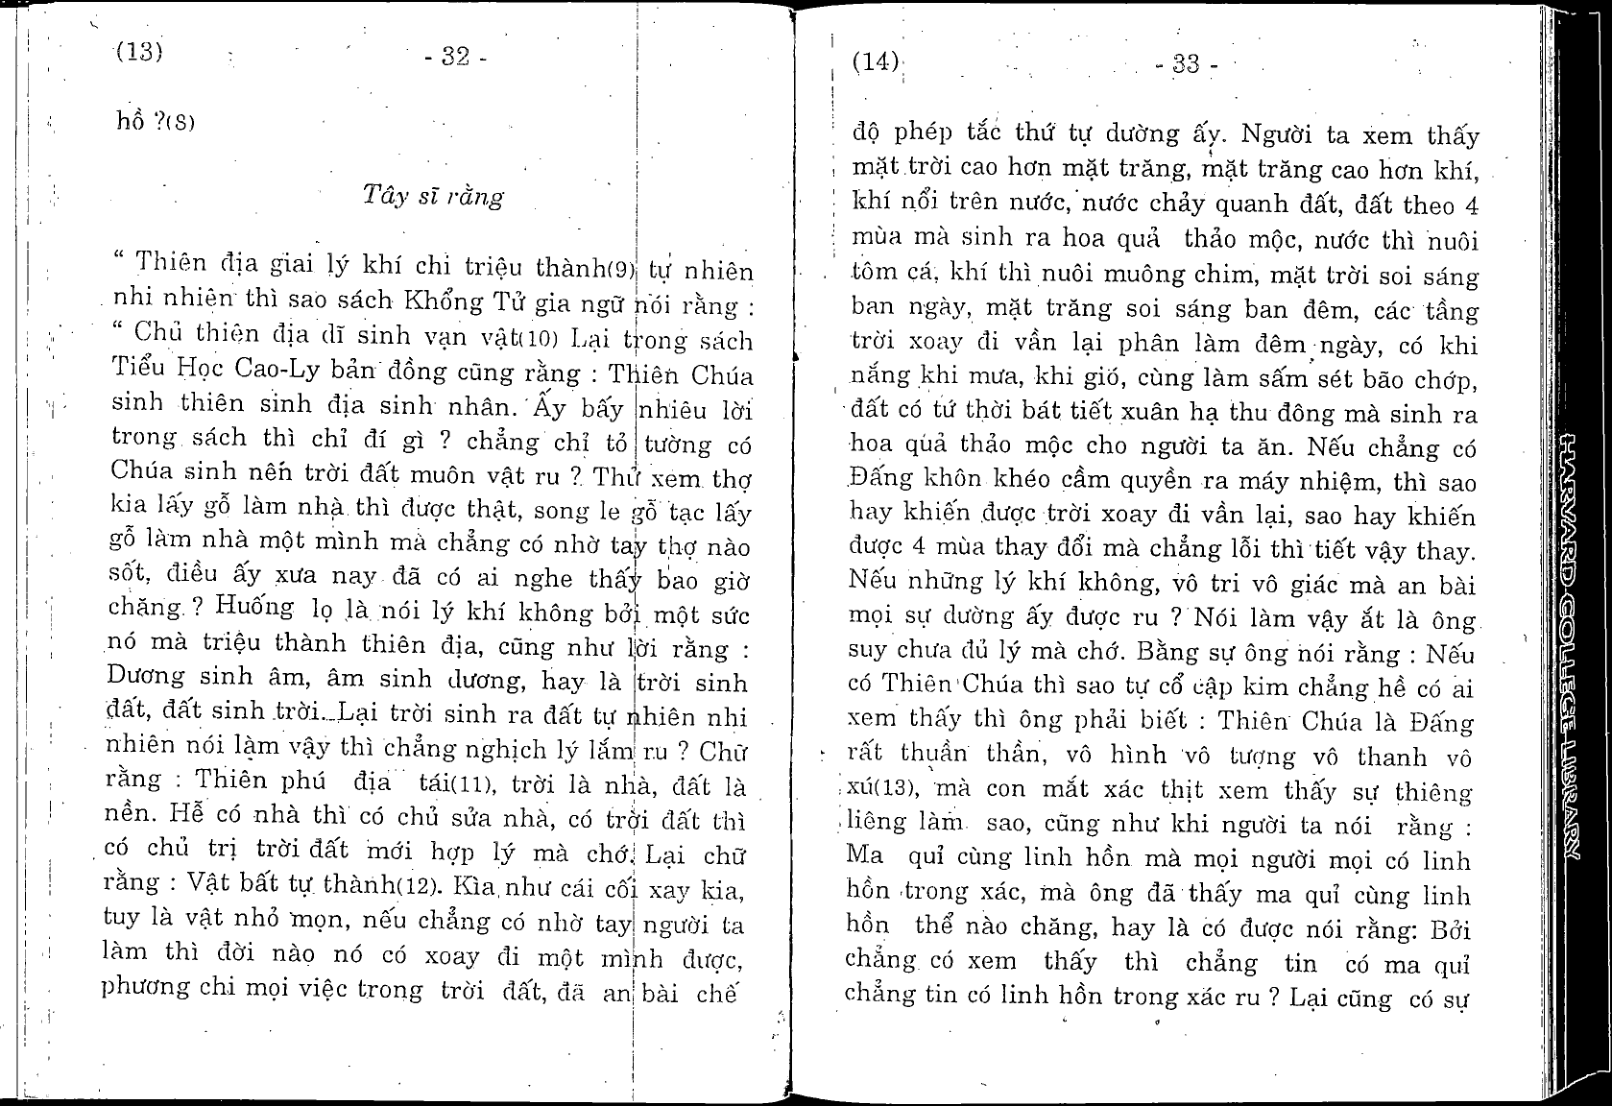 (13)
- 32 -
hồ ?(8)
Tây sĩ rằng
“ Thiên địa giai lý khí chi triệu thành(9) tự nhiên
nhi nhiên thì sao sách Khổng Tử gia ngữ nói rằng :
“ Chủ thiên địa dĩ sinh vạn vật(10) Lại trong sách
Tiểu Học Cao-Ly bản đồng cũng rằng : Thiên Chúa
sinh thiên sinh địa sinh nhân. Ấy bấy nhiêu lời
trong sách thì chỉ đí gì ? chẳng chỉ tỏ tường có
Chúa sinh nến trời đất muôn vật ru ? Thử xem thợ
kia lấy gỗ làm nhà thì được thật, song le gỗ tạc lấy
gỗ làm nhà một mình mà chẳng có nhờ tay thợ nào
sốt, điều ấy xưa nay đã có ai nghe thấy bao giờ
chăng ? Huống lọ là nói lý khí không bởi một sức
nó mà triệu thành thiên địa, cũng như lời rằng :
Dương sinh âm, âm sinh dương, hay là trời sinh
đất, đất sinh trời. Lại trời sinh ra đất tự nhiên nhi
nhiên nói làm vậy thì chẳng nghịch lý lắm ru ? Chữ
rằng : Thiên phú địa tái(11), trời là nhà, đất là
nền. Hễ có nhà thì có chủ sửa nhà, có trời đất thì
có chủ trị trời đất mới hợp lý mà chớ. Lại chữ
rằng : Vật bất tự thành(12). Kìa như cái cối xay kia,
tuy là vật nhỏ mọn, nếu chẳng có nhờ tay người ta
làm thì đời nào nó có xoay đi một mình được,
phương chi mọi việc trong trời đất, đã an bài chế
(14)
- 33 -
độ phép tắc thứ tự dường ấy. Người ta xem thấy
mặt trời cao hơn mặt trăng, mặt trăng cao hơn khí,
khí nổi trên nước, nước chảy quanh đất, đất theo 4
mùa mà sinh ra hoa quả thảo mộc, nước thì nuôi
tôm cá, khí thì nuôi muông chim, mặt trời soi sáng
ban ngày, mặt trăng soi sáng ban đêm, các tầng
trời xoay đi vần lại phân làm đêm ngày, có khi
nắng khi mưa, khi gió, cùng làm sấm sét bão chớp,
đất có tứ thời bát tiết xuân hạ thu đông mà sinh ra
hoa quả thảo mộc cho người ta ăn. Nếu chẳng có
Đấng khôn khéo cầm quyền ra máy nhiệm, thì sao
hay khiến được trời xoay đi vần lại, sao hay khiến
được 4 mùa thay đổi mà chẳng lỗi thì tiết vậy thay.
Nếu những lý khí không, vô tri vô giác mà an bài
mọi sự dường ấy được ru ? Nói làm vậy ắt là ông
suy chưa đủ lý mà chớ. Bằng sự ông nói rằng : Nếu
có Thiên Chúa thì sao tự cổ cập kim chẳng hề có ai
xem thấy thì ông phải biết : Thiên Chúa là Đấng
rất thuần thần, vô hình vô tượng vô thanh vô
xú(13), mà con mắt xác thịt xem thấy sự thiêng
liêng làm sao, cũng như khi người ta nói rằng :
Ma quỉ cùng linh hồn mà mọi người mọi có linh
hồn trong xác, mà ông đã thấy ma quỉ cùng linh
hồn thể nào chăng, hay là có được nói rằng: Bởi
chẳng có xem thấy thì chẳng tin có ma quỉ
chẳng tin có linh hồn trong xác ru ? Lại cũng có sự
HARVARD COLLEGE LIBRARY